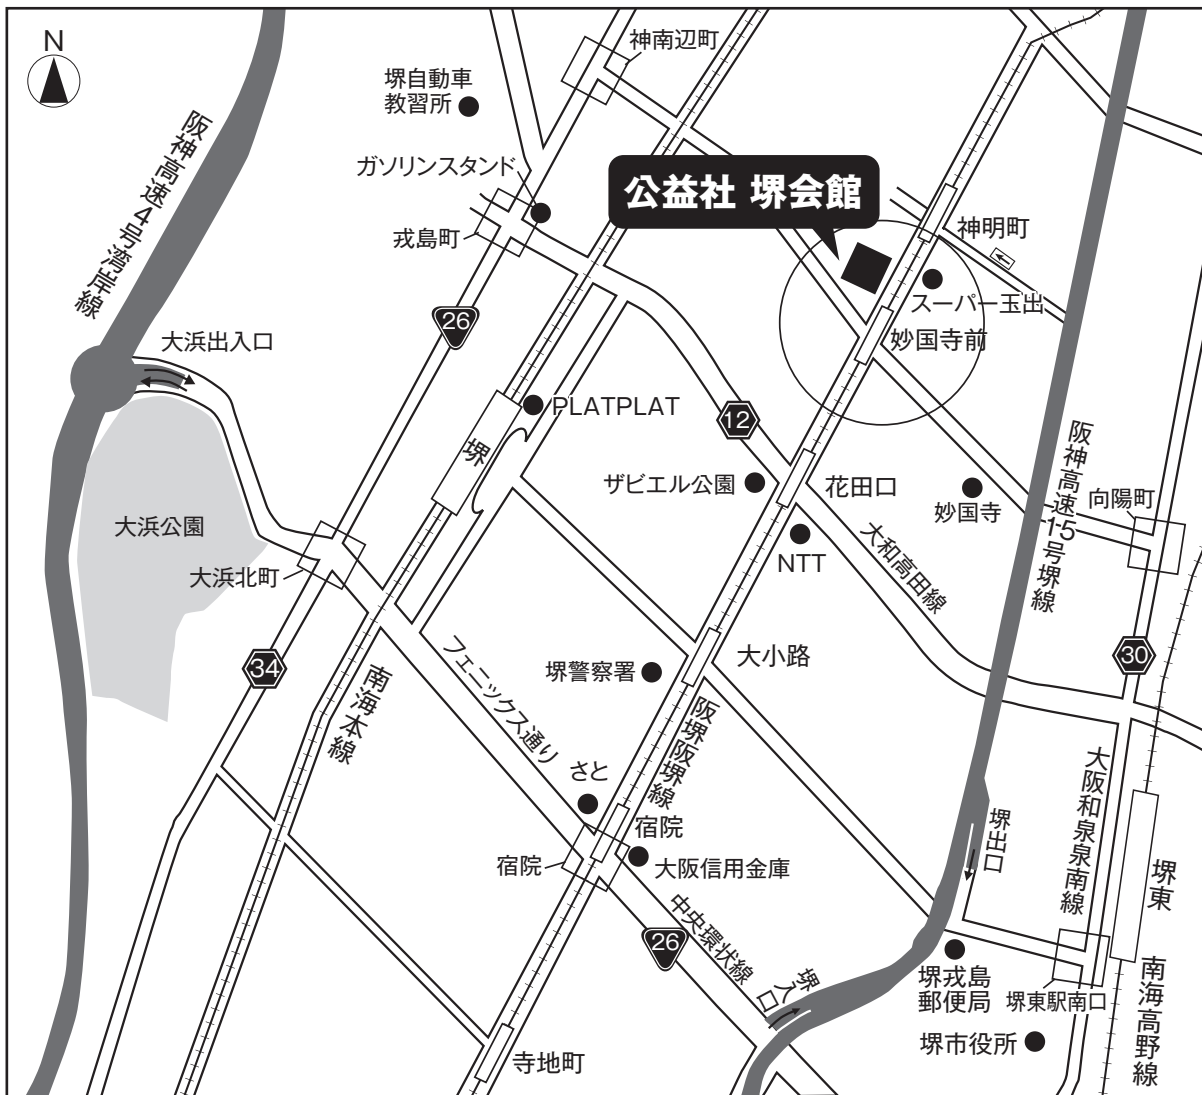 N
神南辺町
堺自動車
教習所
ガソリンスタンド
公益社 堺会館
阪神高速4号湾岸線
戎島町
神明町
スーパー玉出
26
大浜出入口
妙国寺前
PLATPLAT
12
堺
阪神高速15号堺線
ザビエル公園
花田口
妙国寺
向陽町
大浜公園
NTT
大和高田線
大浜北町
34
フェニックス通り
堺警察署
大小路
30
南海本線
阪堺阪堺線
さと
大阪和泉泉南線
宿院
堺出口
宿院
大阪信用金庫
堺東
中央環状線
26
堺入口
堺戎島
郵便局
堺東駅南口
南海高野線
堺市役所
寺地町